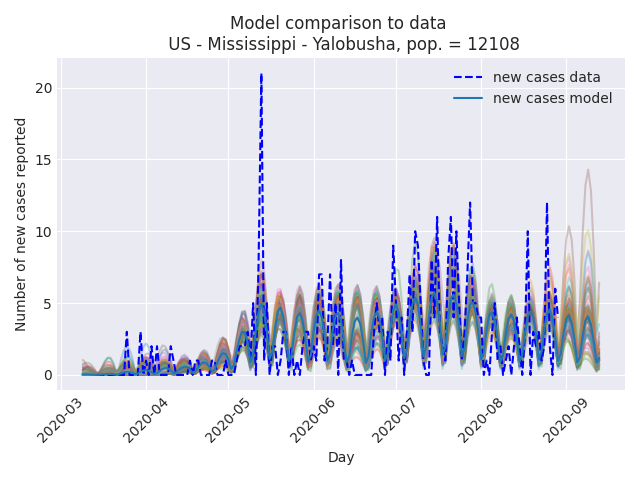 Model comparison to data
US - Mississippi - Yalobusha, pop. = 12108
new cases data
new cases model
Number of new cases reported
20
15
10
5
0
2020-03
2020-04
2020-05
2020-06
2020-07
2020-08
2020-09
Day